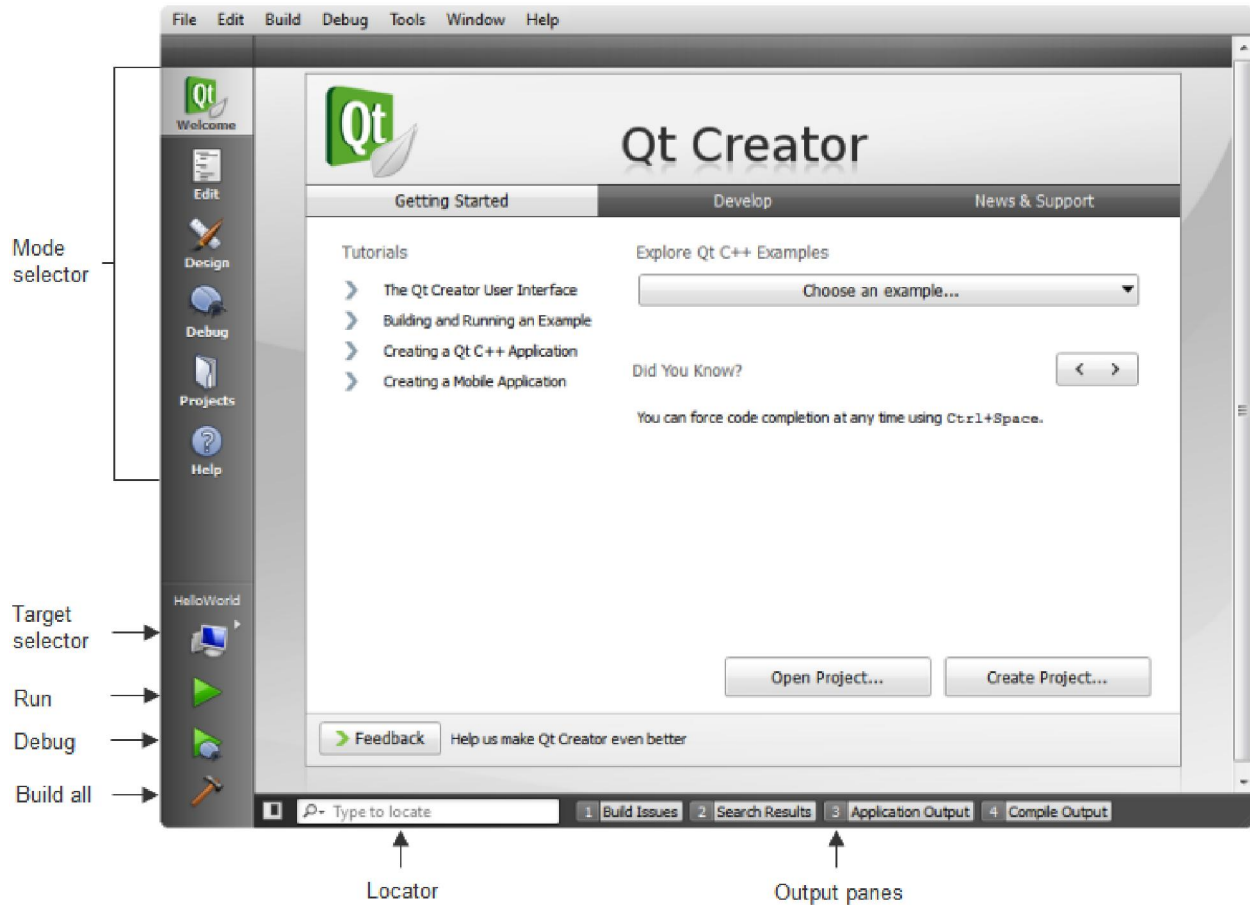 File Edit Build Debug Tools Window Help
Qt
Welcome
Edit
Design
Debug
Projects
Help
Mode
selector
Qt
Qt Creator
Getting Started Develop News & Support
Tutorials
The Qt Creator User Interface
Building and Running an Example
Creating a Qt C++ Application
Creating a Mobile Application
Explore Qt C++ Examples
Choose an example...
Did You Know?
You can force code completion at any time using Ctrl+Space.
HelloWorld
Target
selector
Run
Debug
Build all
Open Project... Create Project...
Feedback Help us make Qt Creator even better
Type to locate 1 Build Issues 2 Search Results 3 Application Output 4 Compile Output
Locator Output panes